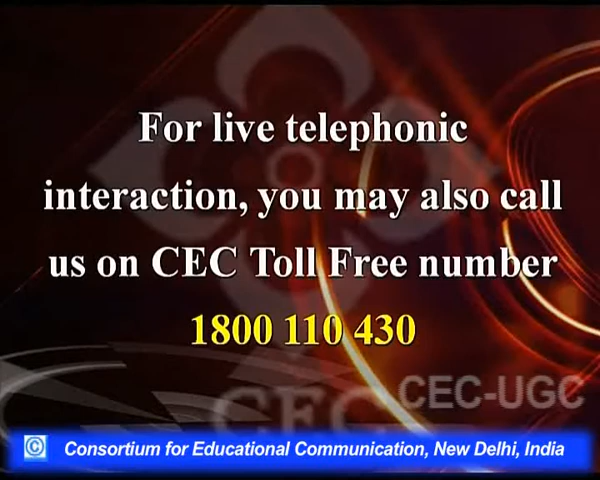 For live telephonic
interaction, you may also call
us on CEC Toll Free number
1800 110 430
CEC
CEC-UGC
© Consortium for Educational Communication, New Delhi, India